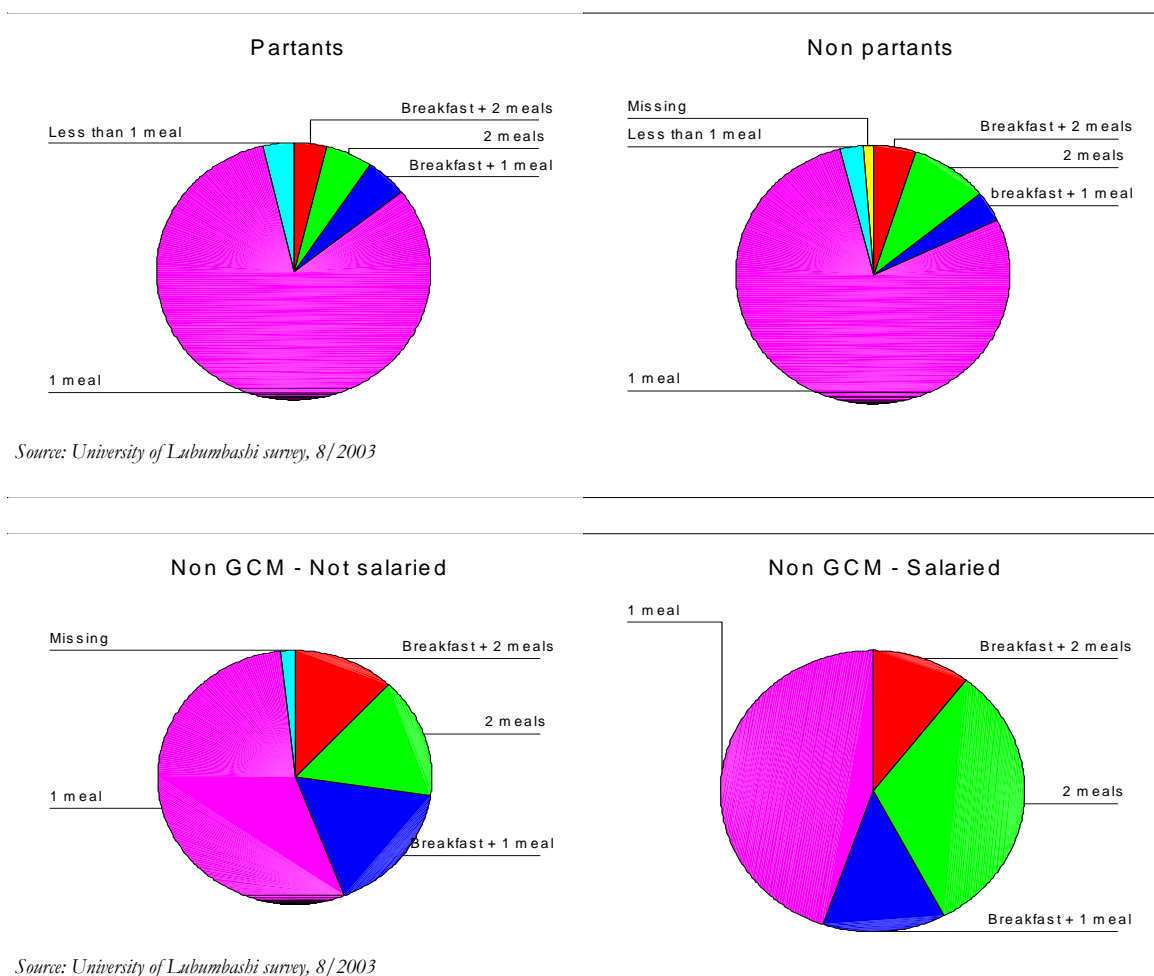 Partants
Non partants
Breakfast + 2 meals
Less than 1 meal
2 meals
Breakfast + 1 meal
1 meal
Missing
Less than 1 meal
Breakfast + 2 meals
2 meals
breakfast + 1 meal
1 meal
Source: University of Lubumbashi survey, 8/2003
Non GCM - Not salaried
Non GCM - Salaried
Missing
Breakfast + 2 meals
2 meals
1 meal
Breakfast + 1 meal
1 meal
Breakfast + 2 meals
2 meals
Breakfast + 1 meal
Source: University of Lubumbashi survey, 8/2003